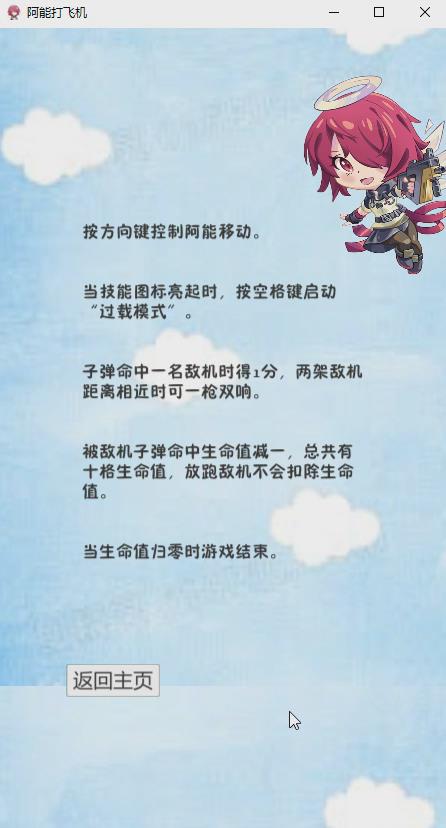 阿能打飞机
按方向键控制阿能移动。
当技能图标亮起时，按空格键启动
“过载模式”。
子弹命中一名敌机时得1分，两架敌机
距离相近时可一枪双响。
被敌机子弹命中生命值减一，总共有
十格生命值，放跑敌机不会扣除生命
值。
当生命值归零时游戏结束。
返回主页